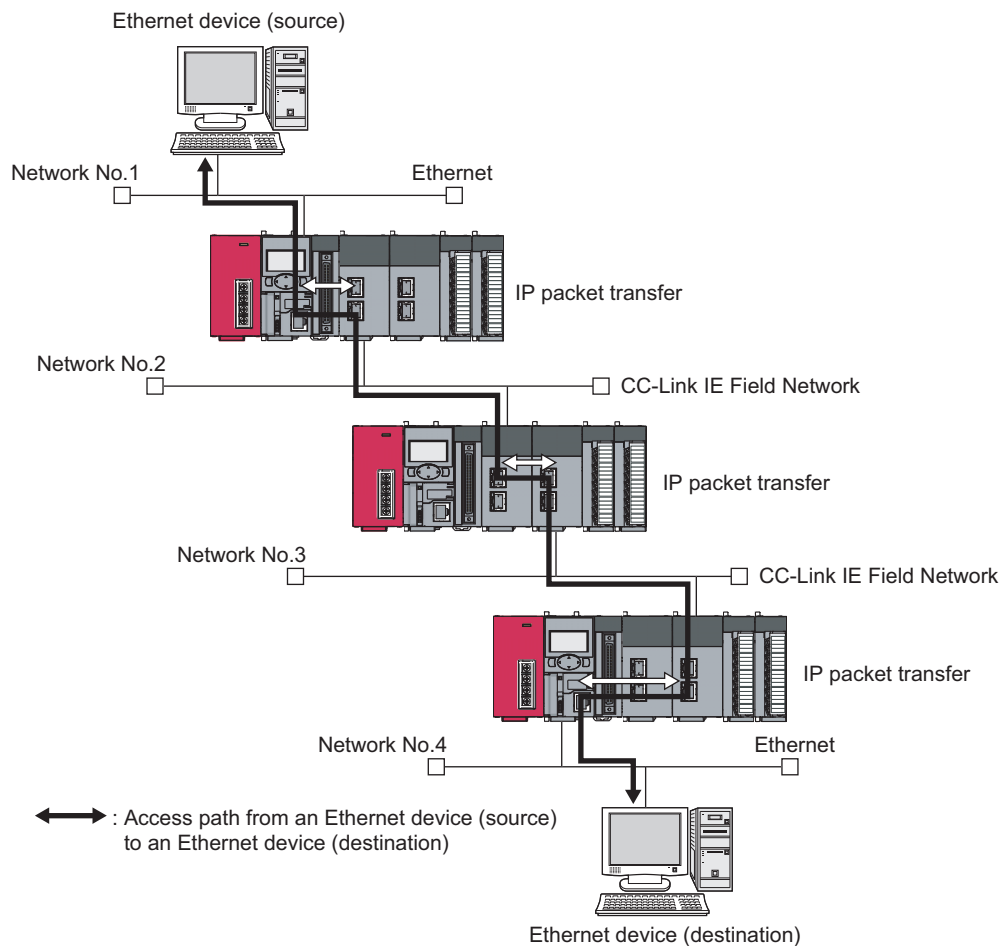 Ethernet device (source)
Network No.1
Ethernet
IP packet transfer
Network No.2
CC-Link IE Field Network
IP packet transfer
Network No.3
CC-Link IE Field Network
IP packet transfer
Network No.4
Ethernet
: Access path from an Ethernet device (source)
to an Ethernet device (destination)
Ethernet device (destination)